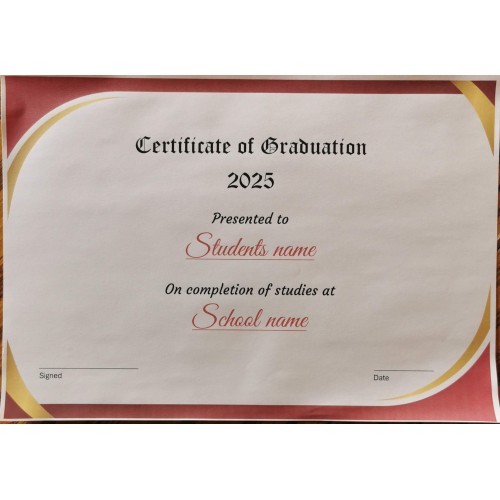 Certificate of Graduation
2025
Presented to
Students name
On completion of studies at
School name
Signed
Date